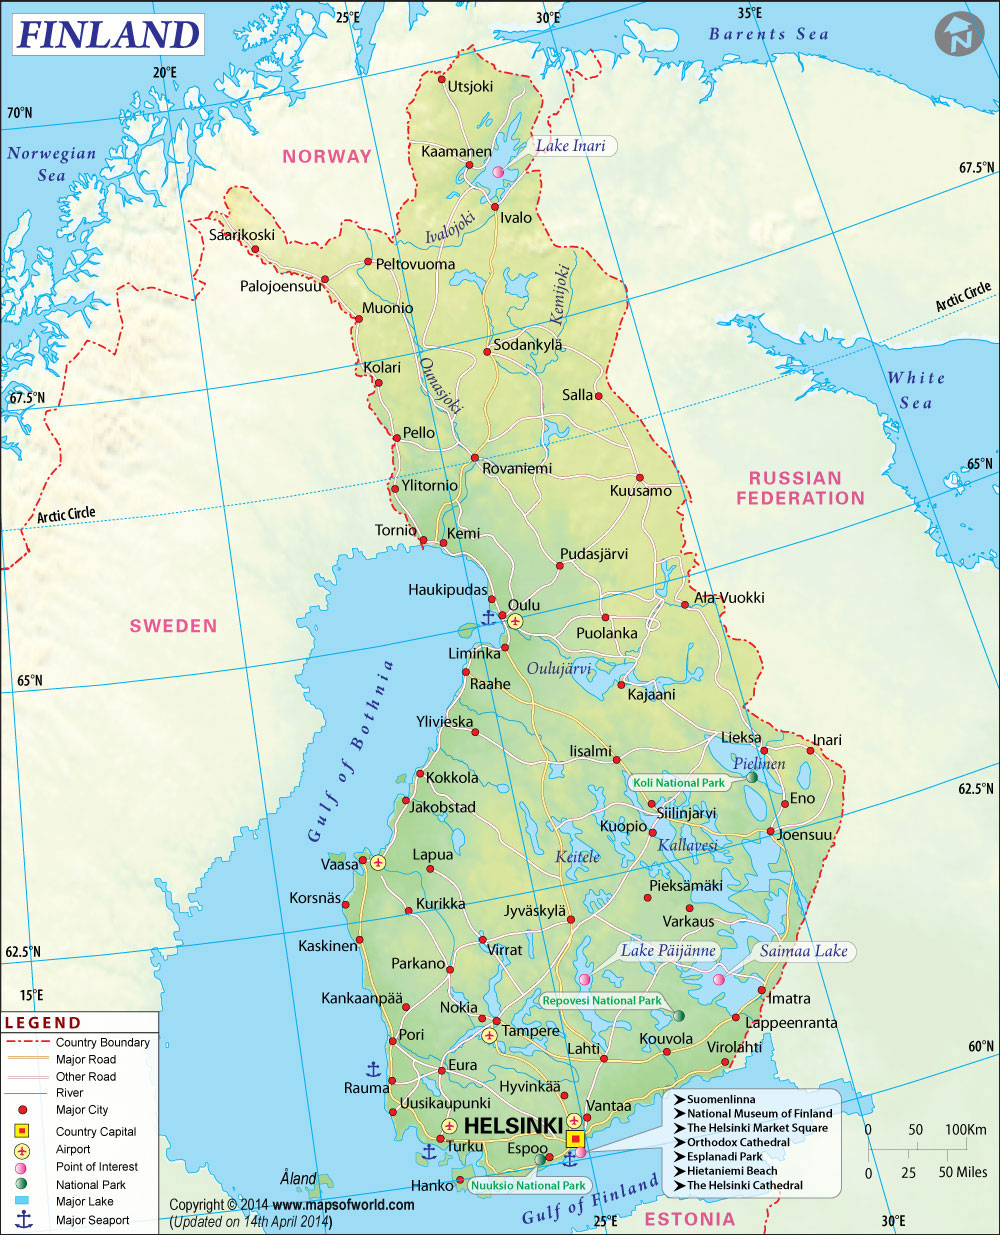 FINLAND
25°E
30°E
35°E
Barents Sea
N
20°E
70°N
Utsjoki
Norwegian
Sea
NORWAY
Kaamanen
Lake Inari
67.5°N
Ivalo
Ivalojoki
Saarikoski
Peltovuoma
Palojoensuu
Kemijoki
Arctic Circle
Muonio
Sodankylä
Kolari
Ounasjoki
White
Sea
67.5°N
Salla
Pello
Rovaniemi
65°N
RUSSIAN
FEDERATION
Ylitornio
Kuusamo
Arctic Circle
Tornio
Kemi
Pudasjärvi
Haukipudas
Oulu
Ala-Vuokki
SWEDEN
Puolanka
Liminka
Oulujärvi
65°N
Raahe
Kajaani
Gulf of Bothnia
Ylivieska
Iisalmi
Lieksa
Inari
Pielinen
Kokkola
Koli National Park
62.5°N
Jakobstad
Eno
Siilinjarvi
Kuopio
Joensuu
Kallavesi
Vaasa
Lapua
Keitele
Pieksämäki
Korsnäs
Kurikka
Jyväskylä
Varkaus
Kaskinen
Virrat
Lake Päijänne
Saimaa Lake
62.5°N
Parkano
15°E
Kankaanpää
Nokia
Repovesi National Park
Imatra
Tampere
Lappeenranta
Pori
Lahti
Kouvola
Virolahti
60°N
Eura
Rauma
Hyvinkää
Uusikaupunki
Vantaa
HELSINKI
Turku
Espoo
Hanko
Nuuksio National Park
Åland
Gulf of Finland
ESTONIA
25°E
30°E
Suomenlinna
National Museum of Finland
The Helsinki Market Square
Orthodox Cathedral
Esplanadi Park
Hietaniemi Beach
The Helsinki Cathedral
0 50 100Km
0 25 50 Miles
LEGEND
Country Boundary
Major Road
Other Road
River
Major City
Country Capital
Airport
Point of Interest
National Park
Major Lake
Major Seaport
Copyright © 2014 www.mapsofworld.com
(Updated on 14th April 2014)